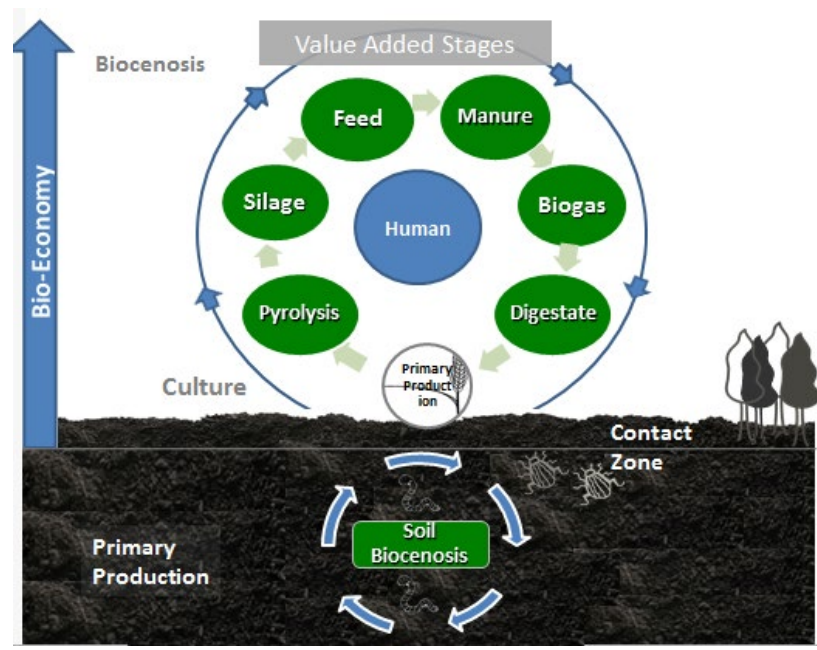 Value Added Stages
Biocenosis
Feed
Manure
Silage
Biogas
Human
Pyrolysis
Digestate
Primary
Product
ion
Culture
Bio-Economy
Contact
Zone
Soil
Biocenosis
Primary
Production